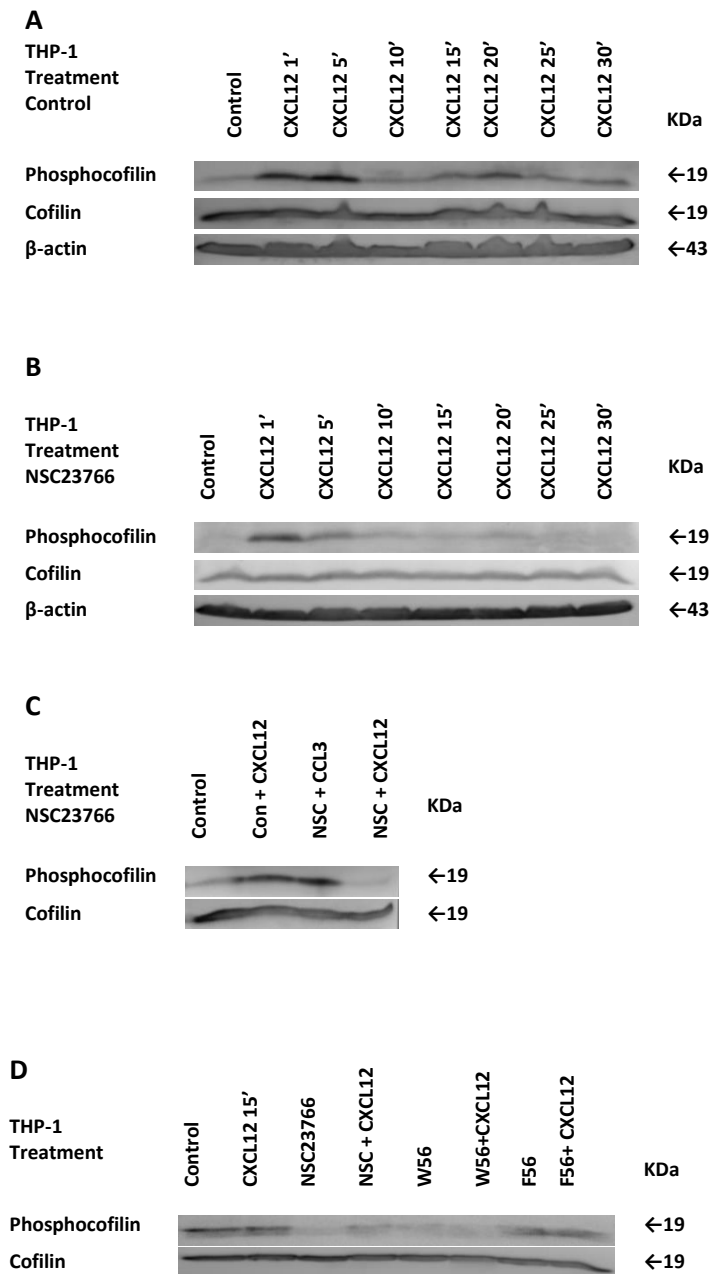 A
THP-1
Treatment
Control
Control
CXCL12 1′
CXCL12 5′
CXCL12 10′
CXCL12 15′
CXCL12 20′
CXCL12 25′
CXCL12 30′
KDa
Phosphocofilin ←19
Cofilin ←19
β-actin ←43
B
THP-1
Treatment
NSC23766
Control
CXCL12 1′
CXCL12 5′
CXCL12 10′
CXCL12 15′
CXCL12 20′
CXCL12 25′
CXCL12 30′
KDa
Phosphocofilin ←19
Cofilin ←19
β-actin ←43
C
THP-1
Treatment
NSC23766
Control
Con + CXCL12
NSC + CCL3
NSC + CXCL12
KDa
Phosphocofilin ←19
Cofilin ←19
D
THP-1
Treatment
Control
CXCL12 15′
NSC23766
NSC + CXCL12
W56
W56+CXCL12
F56
F56+ CXCL12
KDa
Phosphocofilin ←19
Cofilin ←19